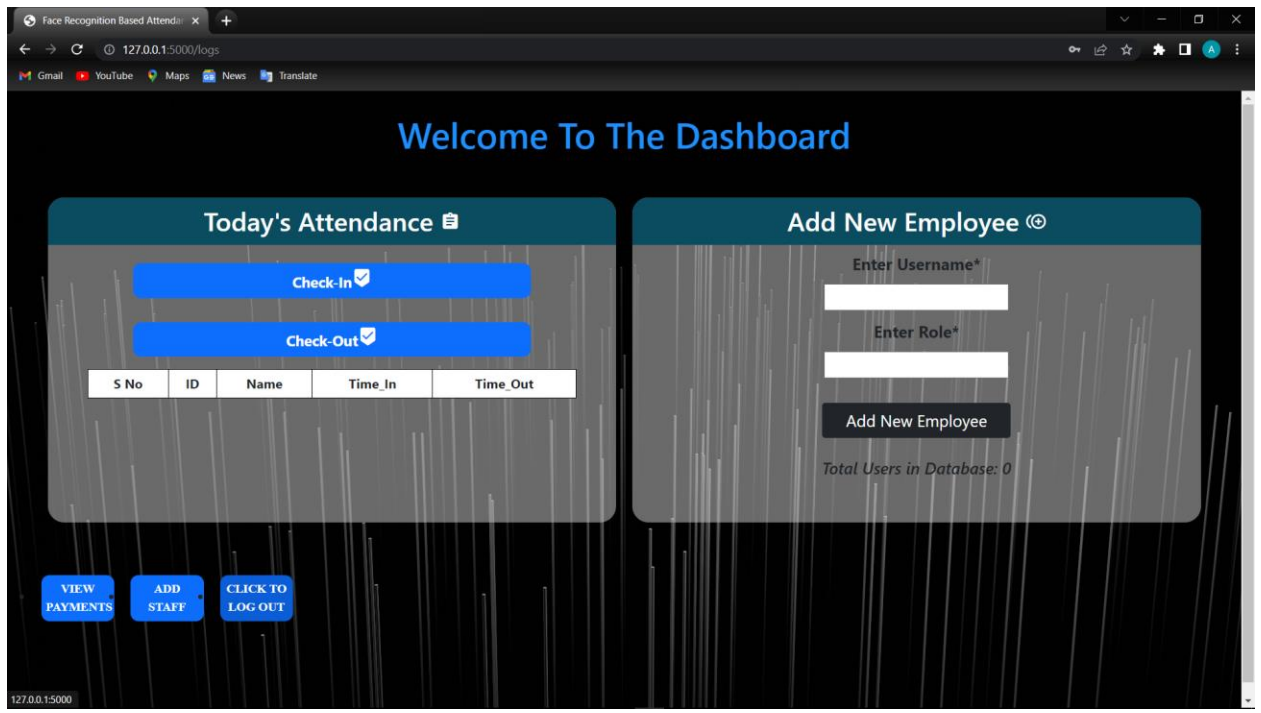 Face Recognition Based Attendan
127.0.0.1:5000/logs
A
Gmail YouTube Maps News Translate
Welcome To The Dashboard
Today's Attendance
Check-In
Check-Out
S No ID Name Time_In Time_Out
Add New Employee
Enter Username*
Enter Role*
Add New Employee
Total Users in Database: 0
VIEW
PAYMENTS
ADD
STAFF
CLICK TO
LOG OUT
127.0.0.1:5000